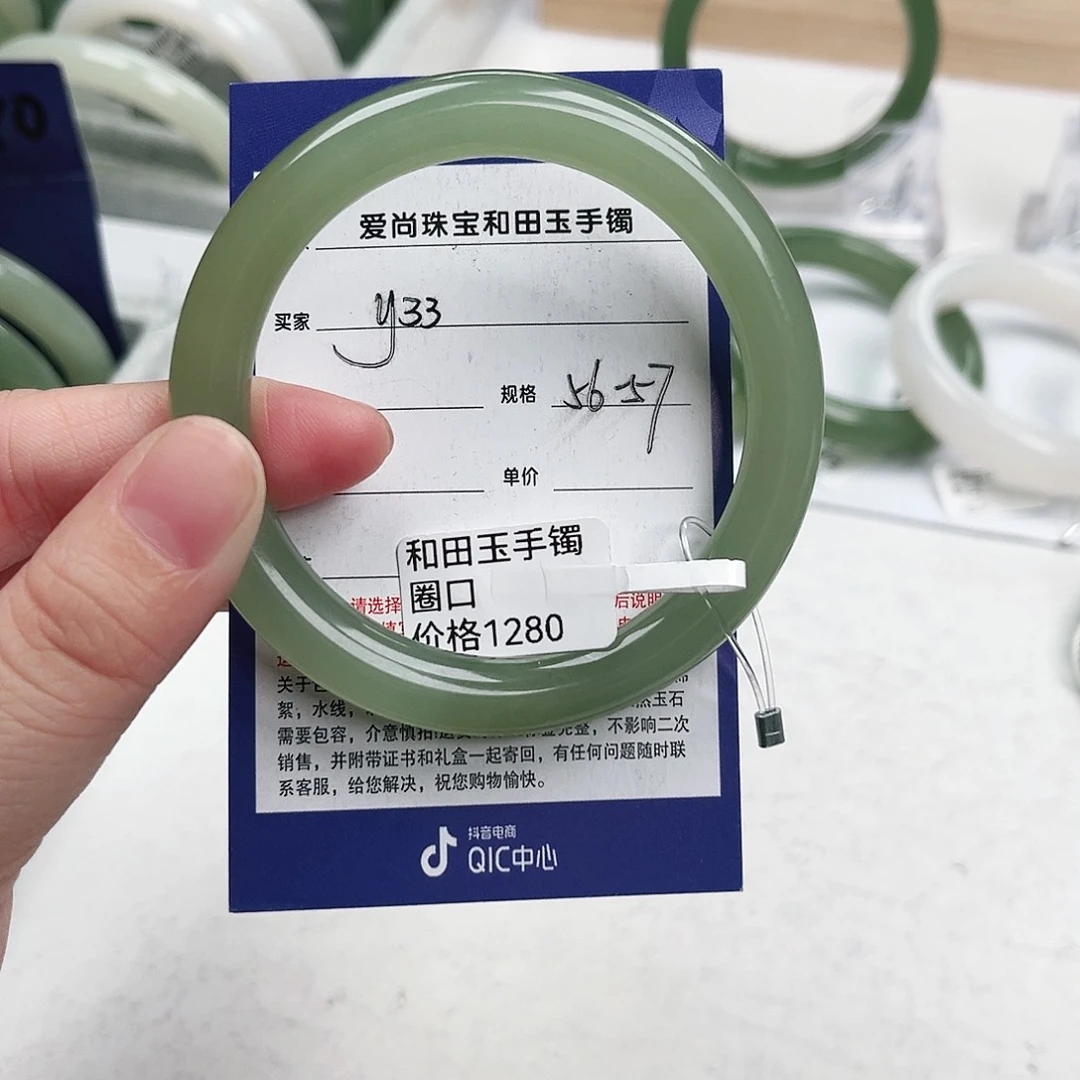 爱尚珠宝和田玉手镯
买家 y33
规格 56-57
单价
和田玉手镯
圈口
价格1280
请选择
后说明
关于
絮，水线，
然玉石
需要包容，介意慎拍
完整，不影响二次
销售，并附带证书和礼盒一起寄回，有任何问题随时联
系客服，给您解决，祝您购物愉快。
抖音电商
QIC中心